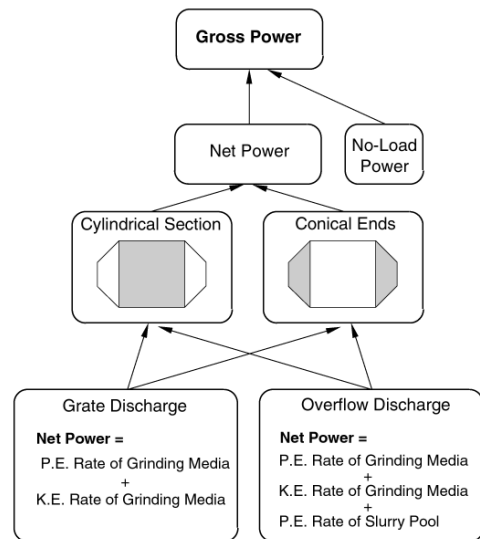 Gross Power
Net Power
No-Load
Power
Cylindrical Section
Conical Ends
Grate Discharge
Net Power =
P.E. Rate of Grinding Media
+
K.E. Rate of Grinding Media
Overflow Discharge
Net Power =
P.E. Rate of Grinding Media
+
K.E. Rate of Grinding Media
+
P.E. Rate of Slurry Pool